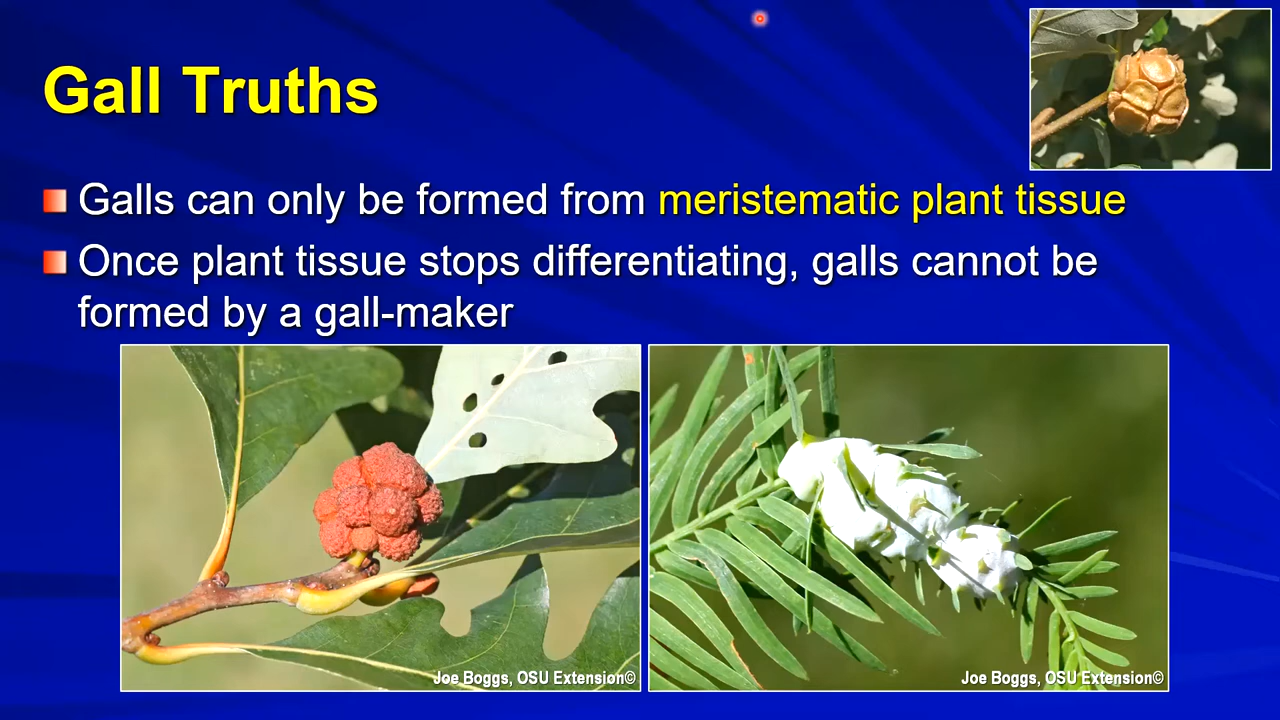 Gall Truths
Galls can only be formed from meristematic plant tissue
Once plant tissue stops differentiating, galls cannot be
formed by a gall-maker
Joe Boggs, OSU Extension©
Joe Boggs, OSU Extension©